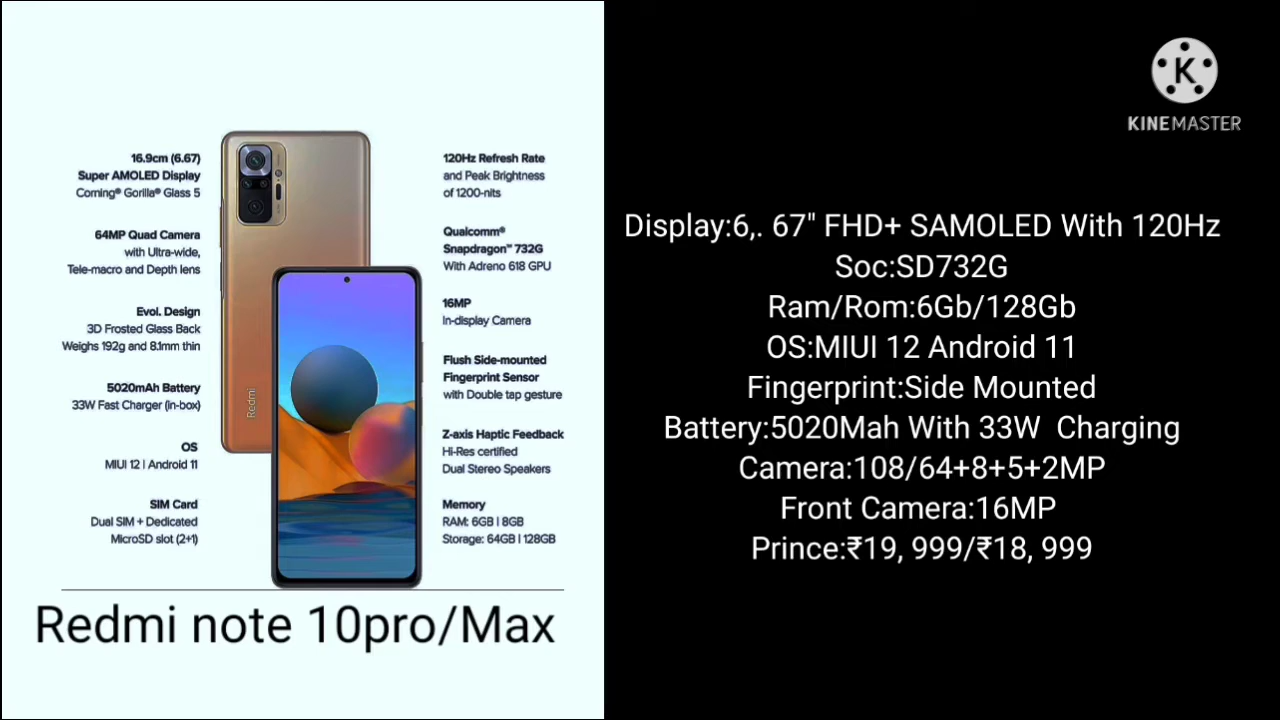 16.9cm (6.67)
Super AMOLED Display
Corning® Gorilla® Glass 5
64MP Quad Camera
with Ultra-wide,
Tele-macro and Depth lens
Evol. Design
3D Frosted Glass Back
Weighs 192g and 8.1mm thin
5020mAh Battery
33W Fast Charger (in-box)
OS
MIUI 12 | Android 11
SIM Card
Dual SIM + Dedicated
MicroSD slot (2+1)
Redmi
120Hz Refresh Rate
and Peak Brightness
of 1200-nits
Qualcomm®
Snapdragon™ 732G
With Adreno 618 GPU
16MP
In-display Camera
Flush Side-mounted
Fingerprint Sensor
with Double tap gesture
Z-axis Haptic Feedback
Hi-Res certified
Dual Stereo Speakers
Memory
RAM: 6GB | 8GB
Storage: 64GB | 128GB
Redmi note 10pro/Max
K
KINEMASTER
Display:6,. 67" FHD+ SAMOLED With 120Hz
Soc:SD732G
Ram/Rom:6Gb/128Gb
OS:MIUI 12 Android 11
Fingerprint:Side Mounted
Battery:5020Mah With 33W  Charging
Camera:108/64+8+5+2MP
Front Camera:16MP
Prince:₹19, 999/₹18, 999